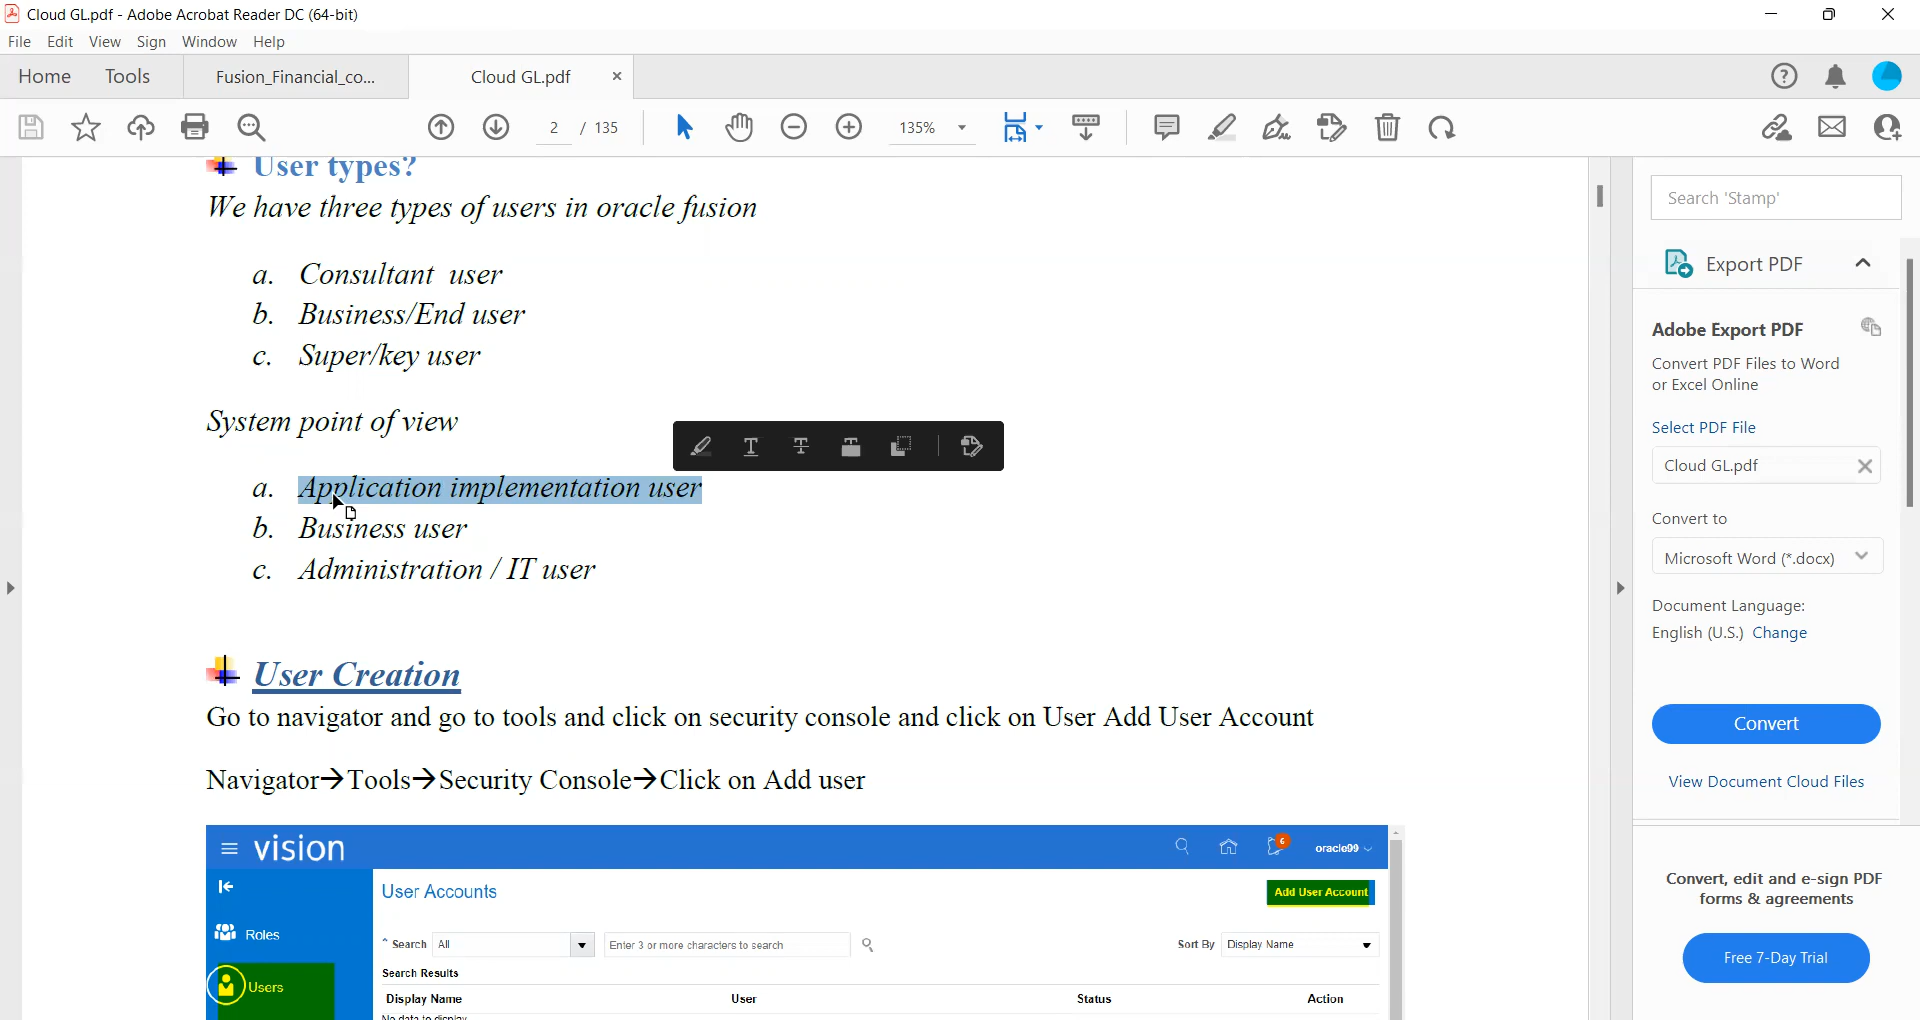 Cloud GL.pdf - Adobe Acrobat Reader DC (64-bit)
File Edit View Sign Window Help
Home Tools Fusion_Financial_co... Cloud GL.pdf
2 / 135 135%
User types?
We have three types of users in oracle fusion
a. Consultant user
b. Business/End user
c. Super/key user
System point of view
a. Application implementation user
b. Business user
c. Administration / IT user
User Creation
Go to navigator and go to tools and click on security console and click on User Add User Account
Navigator→Tools→Security Console→Click on Add user
vision
6 oracle99
User Accounts
Add User Account
Roles
Users
* Search All Enter 3 or more characters to search
Sort By Display Name
Search Results
Display Name User Status Action
No data to display
Search 'Stamp'
Export PDF
Adobe Export PDF
Convert PDF Files to Word
or Excel Online
Select PDF File
Cloud GL.pdf
Convert to
Microsoft Word (*.docx)
Document Language:
English (U.S.) Change
Convert
View Document Cloud Files
Convert, edit and e-sign PDF
forms & agreements
Free 7-Day Trial